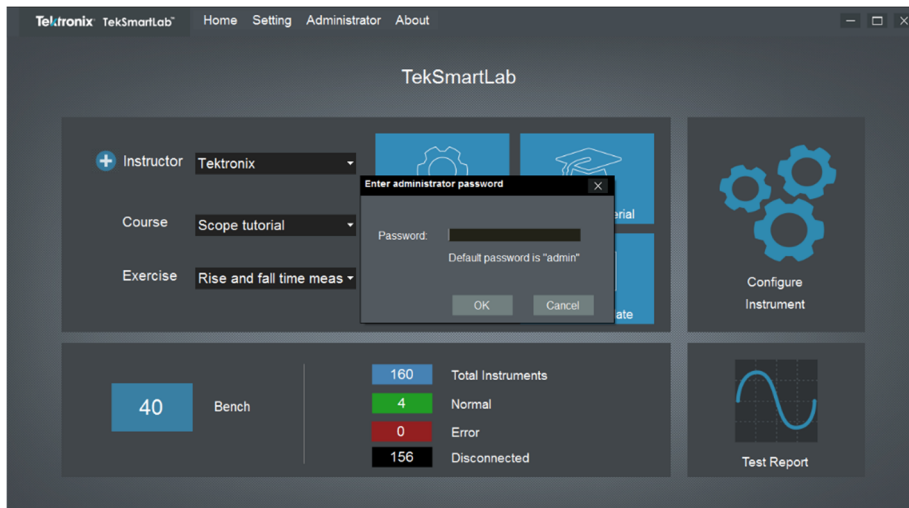 Tektronix TekSmartLab™ Home Setting Administrator About
TekSmartLab
Instructor Tekronix
Course Scope tutorial
Exercise Rise and fall time meas
Enter administrator password
Password:
Default password is "admin"
OK Cancel
erial
ate
Configure
Instrument
40 Bench
160 Total Instruments
4 Normal
0 Error
156 Disconnected
Test Report